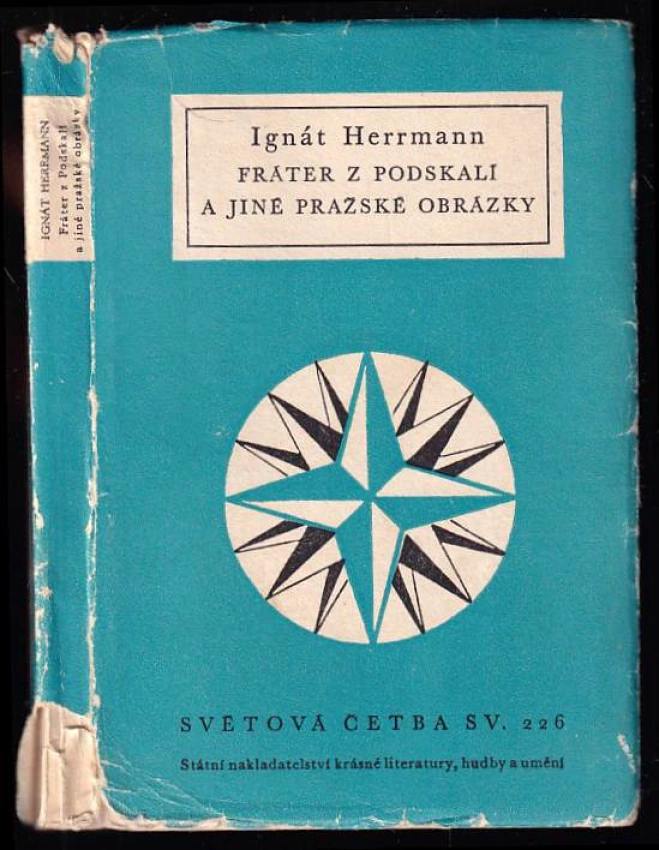 Ignát Herrmann
FRÁTER Z PODSKALÍ
A JINÉ PRAŽSKÉ OBRÁZKY
SVĚTOVÁ ČETBA SV. 226
Státní nakladatelství krásné literatury, hudby a umění
IGNÁT HERRMANN
Fráter z Podskalí
a jiné pražské obrázky